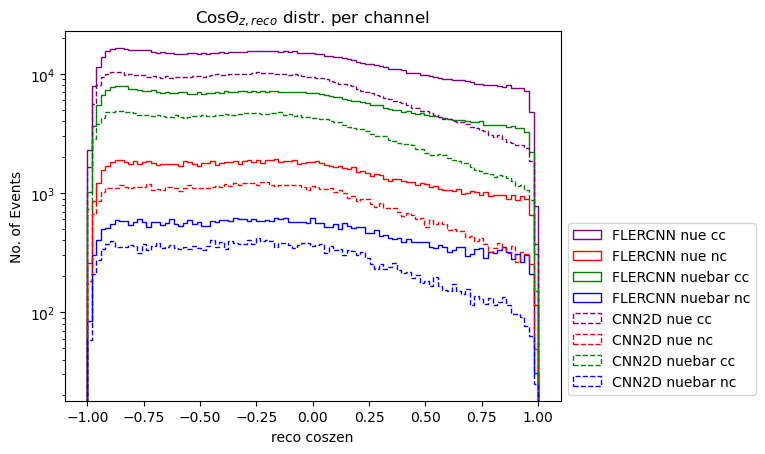 CosΘz,reco distr. per channel
No. of Events
10⁴
10³
10²
−1.00 −0.75 −0.50 −0.25 0.00 0.25 0.50 0.75 1.00
reco coszen
FLERCNN nue cc
FLERCNN nue nc
FLERCNN nuebar cc
FLERCNN nuebar nc
CNN2D nue cc
CNN2D nue nc
CNN2D nuebar cc
CNN2D nuebar nc